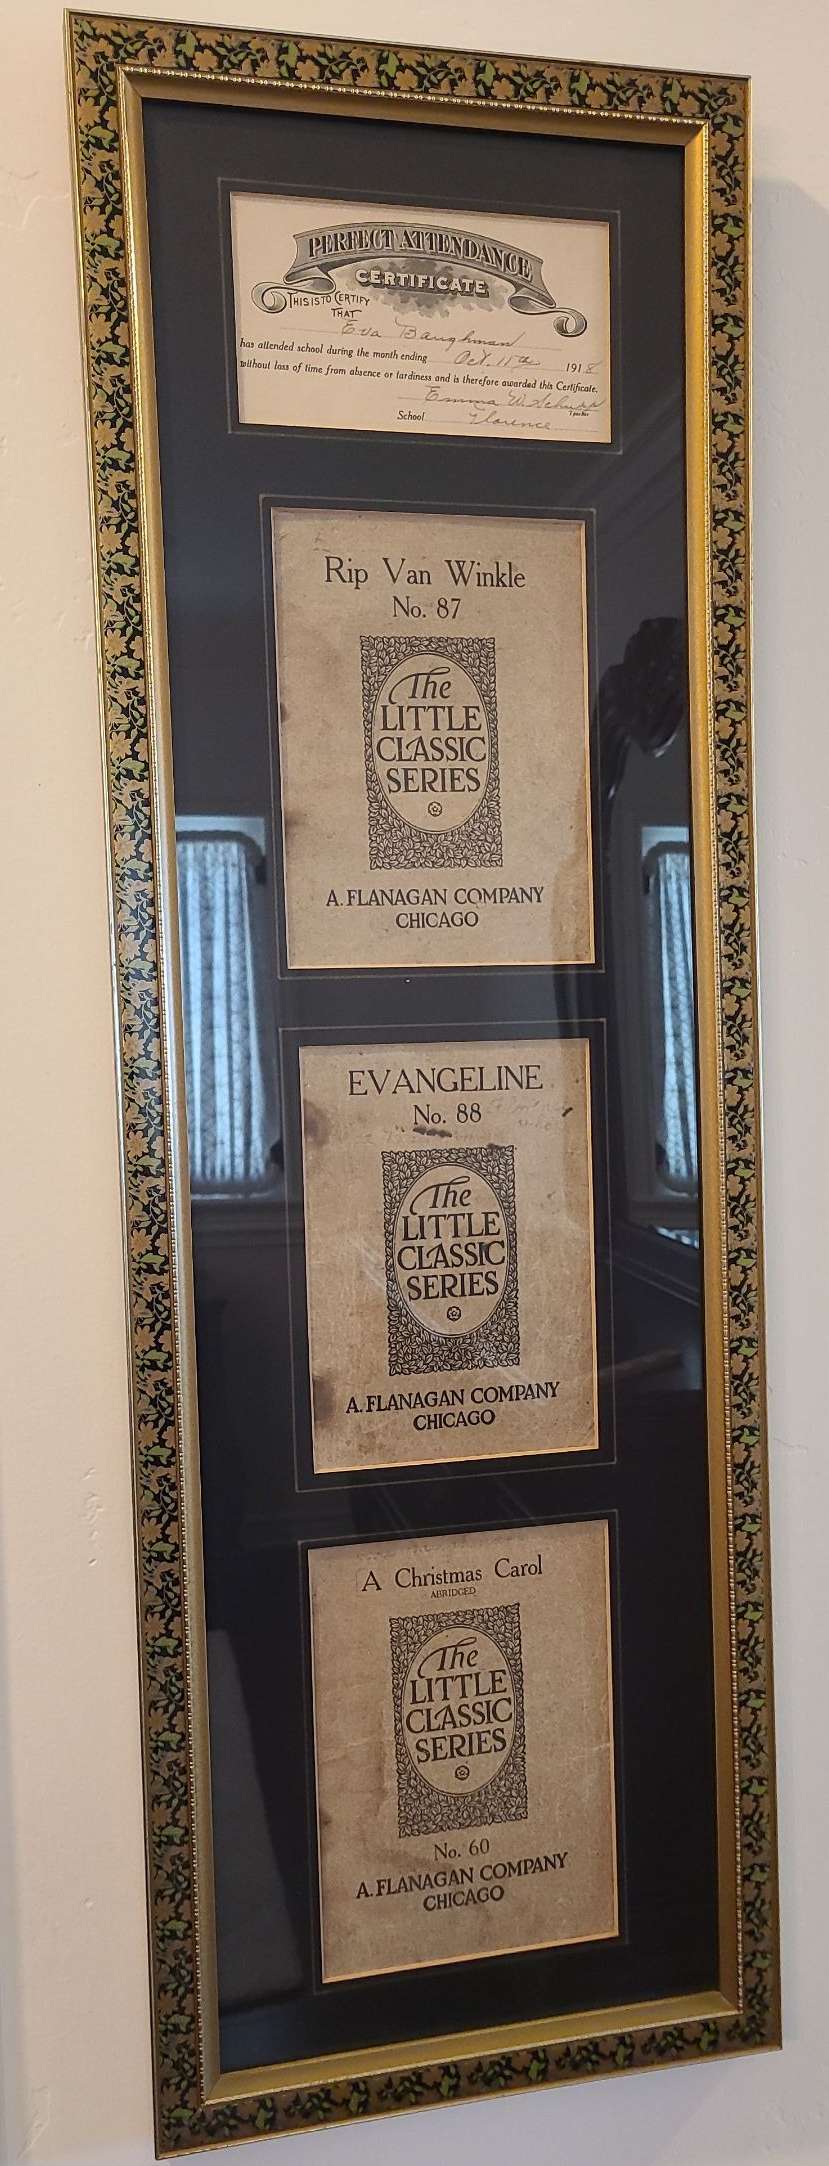 PERFECT ATTENDANCE
CERTIFICATE
THIS IS TO CERTIFY
THAT
Eva Baughman
has attended school during the month ending Oct. 11th 1918
without loss of time from absence or tardiness and is therefore awarded this Certificate.
Emma W.
Teacher
School Florence
Rip Van Winkle
No. 87
The
LITTLE
CLASSIC
SERIES
A. FLANAGAN COMPANY
CHICAGO
EVANGELINE
No. 88
The
LITTLE
CLASSIC
SERIES
A. FLANAGAN COMPANY
CHICAGO
A Christmas Carol
ABRIDGED
The
LITTLE
CLASSIC
SERIES
No. 60
A. FLANAGAN COMPANY
CHICAGO